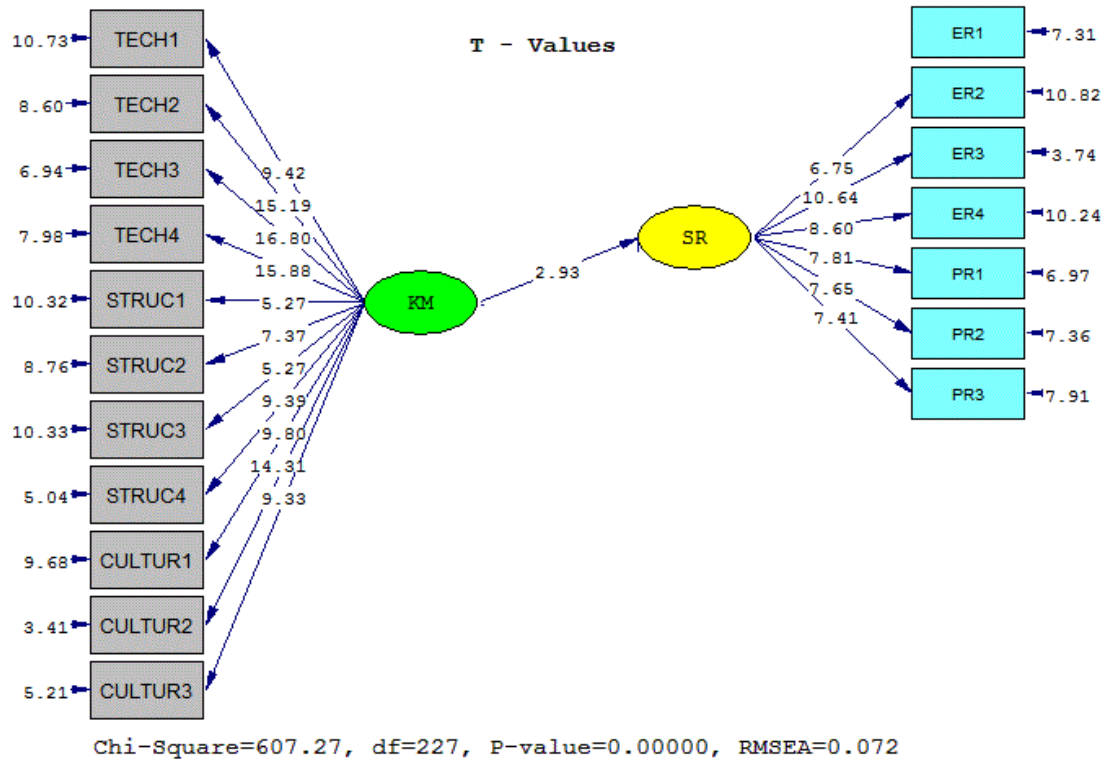 T - Values
10.73 TECH1
8.60 TECH2
6.94 TECH3
7.98 TECH4
10.32 STRUC1
8.76 STRUC2
10.33 STRUC3
5.04 STRUC4
9.68 CULTUR1
3.41 CULTUR2
5.21 CULTUR3
9.42
15.19
16.80
15.88
5.27
7.37
5.27
9.39
9.80
14.31
9.33
KM
2.93
SR
6.75
10.64
8.60
7.81
7.65
7.41
ER1 7.31
ER2 10.82
ER3 3.74
ER4 10.24
PR1 6.97
PR2 7.36
PR3 7.91
Chi-Square=607.27, df=227, P-value=0.00000, RMSEA=0.072